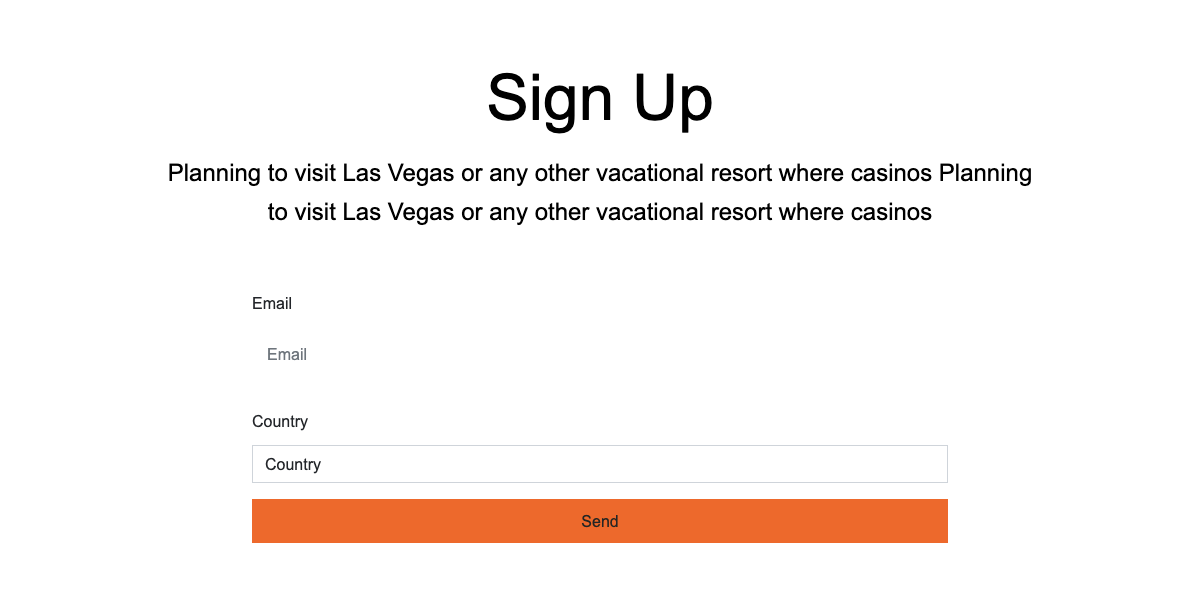 Sign Up
Planning to visit Las Vegas or any other vacational resort where casinos Planning
to visit Las Vegas or any other vacational resort where casinos
Email
Email
Country
Country
Send